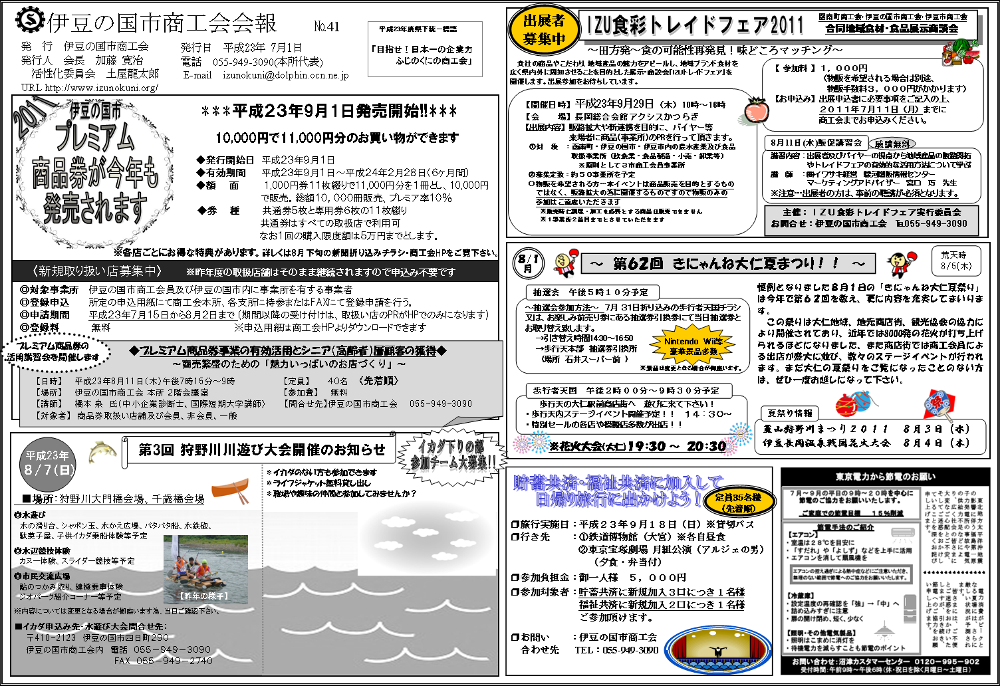 伊豆の国市商工会会報 №41
発　行　伊豆の国市商工会
発行人　会長　加藤 寛治
活性化委員会　土屋龍太郎
URL http://www.izunokuni.org/
発行日　平成23年 7月1日
電話　055-949-3090(本所代表)
E-mail　izunokuni@dolphin.ocn.ne.jp
平成23年度県下統一標語
「目指せ！日本一の企業力
ふじのくにの商工会」
2011
伊豆の国市
プレミアム
商品券が今年も
発売されます
***平成23年9月1日発売開始!!***
10,000円で11,000円分のお買い物ができます
◆発行開始日　平成23年9月1日
◆有効期間　平成23年9月1日～平成24年2月28日(6ヶ月間)
◆額　面　1,000円券11枚綴りで11,000円分を1冊とし、10,000円
で販売。総額10，000冊販売、プレミア率10%
◆券　種　共通券5枚と専用券6枚の11枚綴り
共通券はすべての取扱店で利用可
なお1回の購入限度額は5万円までとします。
※各店ごとにお得な特典があります。詳しくは8月下旬の新聞折り込みチラシ・商工会HPをご覧下さい。
〈新規取り扱い店募集中〉　※昨年度の取扱店舗はそのまま継続されますので申込み不要です
◎対象事業所　伊豆の国市商工会員及び伊豆の国市内に事業所を有する事業者
◎登録申込　所定の申込用紙にて商工会本所、各支所に持参またはFAXにて登録申請を行う。
◎申請期間　平成23年7月15日から8月2日まで(期間以降の受け付けは、取扱い店のPRがHPでのみになります)
◎登録料　無料　※申込用紙は商工会HPよりダウンロードできます
プレミアム商品券の
活用講習会を開催します
◆プレミアム商品券事業の有効活用とシニア(高齢者)層顧客の獲得◆
～商売繁盛のための「魅力いっぱいのお店づくり」～
【日時】　平成23年8月11日(木)午後7時15分～9時　【定員】　40名　〈先着順〉
【場所】　伊豆の国市商工会 本所 2階会議室　【参加費】　無料
【講師】　橋本 泉 氏(中小企業診断士、国際短期大学講師)　【問合せ先】伊豆の国市商工会　055-949-3090
【対象者】 商品券取扱い店舗及び会員、非会員、一般
平成23年
8/7(日)
第3回 狩野川川遊び大会開催のお知らせ
イカダ下りの部
参加チーム大募集!!
＊イカダのない方も参加できます
＊ライフジャケット無料貸し出し
＊職場や趣味の仲間と参加してみませんか？
■場所：狩野川大門橋会場、千歳橋会場
水遊び
水の滑り台、シャボン玉、水かえ広場、バタバタ船、水鉄砲、
駄菓子屋、子供イカダ乗船体験等予定
水辺競技体験
カヌー体験、スライダー競技等予定
市民交流広場
鮎のつかみ取り、建機乗車体験
ジオパーク紹介コーナー等予定
【昨年の様子】
※内容については変更となる場合が御座います為、当日ご確認下さい。
■イカダ申込み先・水遊び大会問合せ先；
〒410-2123　伊豆の国市四日町290
伊豆の国市商工会内　電話　055－949－3090
FAX　055－949－2740
出展者
募集中
IZU食彩トレイドフェア2011
函南町商工会・伊豆の国市商工会・伊豆市商工会
合同地域食材・食品展示商談会
～田方発～食の可能性再発見！味どころマッチング～
食社の商品やこだわり、地域産品の魅力をアピールし、地域ブランド食材を
広く県内外に周知させることを目的とした展示・商談会「IZUトレイドフェア」を
開催します。出展参加をお待ちしています。
【開催日時】平成23年9月29日（木）10時～16時
【会　場】長岡総合会館アクシスかつらぎ
【出展内容】販路拡大や新連携を目的に、バイヤー等
来場者に商品(事業所)のPRを行って頂きます。
①対　象　：函南町・伊豆の国市・伊豆市内の農水産業及び食品
取扱事業所（飲食業・食品製造・小売・卸業等）
※原則として３市商工会員事業所
②募集定数：約５０事業所を予定
○物販を希望される方…本イベントは商品販売を目的とするもの
ではなく、販路拡大の為に開催するものですので物販のみの
参加はご遠慮いただきます
※販売時に調理・加工を必要とする商品は販売できません
※１事業所２品目までとさせていただきます
【 参加料 】１，０００円
（物販を希望される場合は別途、
物販手数料３，０００円がかかります）
【お申込み】出展申込書に必要事項をご記入の上、
２０１１年７月１１日（月）までに
商工会までお申込みください。
8月11日(木)販促講習会　聴講無料
講習内容：出展者及びバイヤーの視点から地域産品の販路開拓
やトレイドフェアの有効的な活用方法について学ぶ
講　師　：㈱イワサキ経営　駿河銀販情報センター
マーケティングアドバイザー　宮口　巧　先生
※注意…出展者の方は、事前の聴講が必須となります。
主催：ＩＺＵ食彩トレイドフェア実行委員会
お問合せ：伊豆の国市商工会　℡055-949-3090
8/1
月
～ 第62回 きにゃんね大仁夏まつり！！ ～
荒天時
8/5(木)
抽選会　午後５時１０分予定
～抽選会参加方法～　7月31日折り込みの歩行者天国チラシ
又は、お楽しみ前売り券にある抽選券引換券にて当日抽選券と
お取り替え致します。
→引き替え時間14:30～16:50
→歩行天本部　抽選券引換所
（場所 石井スーパー前 ）
Nintendo Wii等
豪華景品多数
※景品は変更となる場合が御座います。
歩行者天国　午後２時００分～９時３０分予定
歩行天の大仁駅前商店街へ　遊びに来て下さい！
・歩行天内ステージイベント開催予定！！　１４：３０～
・特別セールの各店や模擬店多数が出店！！
※花火大会(大仁)19:30 ～ 20:30
恒例となりました８月１日の「きにゃんね大仁夏祭り」
は今年で第６２回を数え、更に内容を充実してまいりま
す。
この祭りは大仁地域、地元商店街、観光協会の協力に
より開催されており、近年では8000発の花火が打ち上げ
られるほどになりました。また商店街では商工会員によ
る出店が盛大に並び、数々のステージイベントが行われ
ます。まだ大仁の夏祭りをご覧になったことのない方
は、ぜひ一度お越しになって下さい。
夏祭り情報
祭
韮山狩野川まつり２０１１　８月３日（水）
伊豆長岡温泉戦国花火大会　８月４日（木）
貯蓄共済・福祉共済に加入して
日帰り旅行に出かけよう！
定員35名様
（先着順）
❒旅行実施日：平成２３年９月１８日（日）※貸切バス
❒行き先　：①鉄道博物館（大宮）※各自昼食
②東京宝塚劇場 月組公演（アルジェの男）
（夕食・弁当付）
❒参加負担金：御一人様　５，０００円
❒参加対象者：貯蓄共済に新規加入３口につき１名様
福祉共済に新規加入２口につき１名様
ご参加頂けます。
❒お問い　：伊豆の国市商工会
合わせ先　TEL：055-949-3090
東京電力から節電のお願い
７月～９月の平日の９時～２０時を中心に
節電のご協力をお願いいたします。
ご家庭での節電目標　１５％削減
節電手法のご紹介
【エアコン】
・室温は２８℃を目安に
・「すだれ」や「よしず」などを上手に活用
・エアコンを消して扇風機を
エアコンの控え過ぎによる熱中症などにご注意いただき、
無理のない範囲で節電へのご協力をお願いいたします。
【冷蔵庫】
・設定温度の再確認を「強」→「中」へ
・詰め込みすぎに注意
・扉の開け閉め、短く、少なく
【照明・その他電気製品】
・照明はこまめに消灯を
・待機電力を減らすことも節電のポイント
お問い合わせ：沼津カスタマーセンター　0120－995－902
受付時間：午前9時～午後6時(休・祝日を除く月曜日～土曜日)